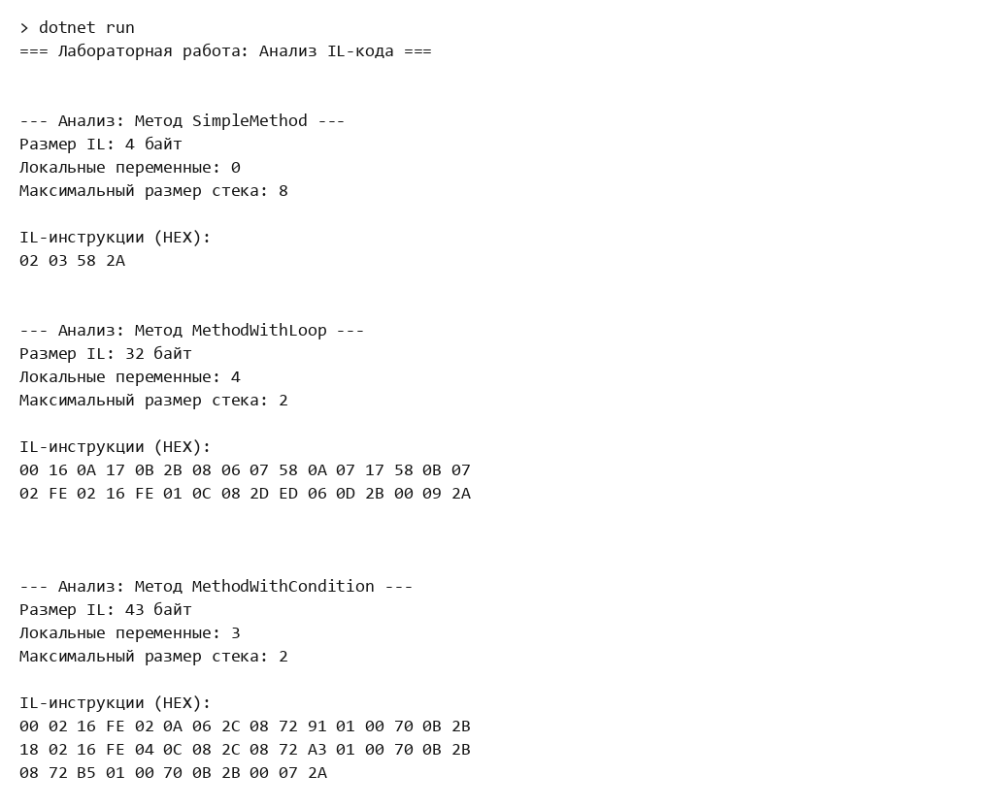 > dotnet run
=== Лабораторная работа: Анализ IL-кода ===
--- Анализ: Метод SimpleMethod ---
Размер IL: 4 байт
Локальные переменные: 0
Максимальный размер стека: 8
IL-инструкции (HEX):
02 03 58 2A
--- Анализ: Метод MethodWithLoop ---
Размер IL: 32 байт
Локальные переменные: 4
Максимальный размер стека: 2
IL-инструкции (HEX):
00 16 0A 17 0B 2B 08 06 07 58 0A 07 17 58 0B 07
02 FE 02 16 FE 01 0C 08 2D ED 06 0D 2B 00 09 2A
--- Анализ: Метод MethodWithCondition ---
Размер IL: 43 байт
Локальные переменные: 3
Максимальный размер стека: 2
IL-инструкции (HEX):
00 02 16 FE 02 0A 06 2C 08 72 91 01 00 70 0B 2B
18 02 16 FE 04 0C 08 2C 08 72 A3 01 00 70 0B 2B
08 72 B5 01 00 70 0B 2B 00 07 2A